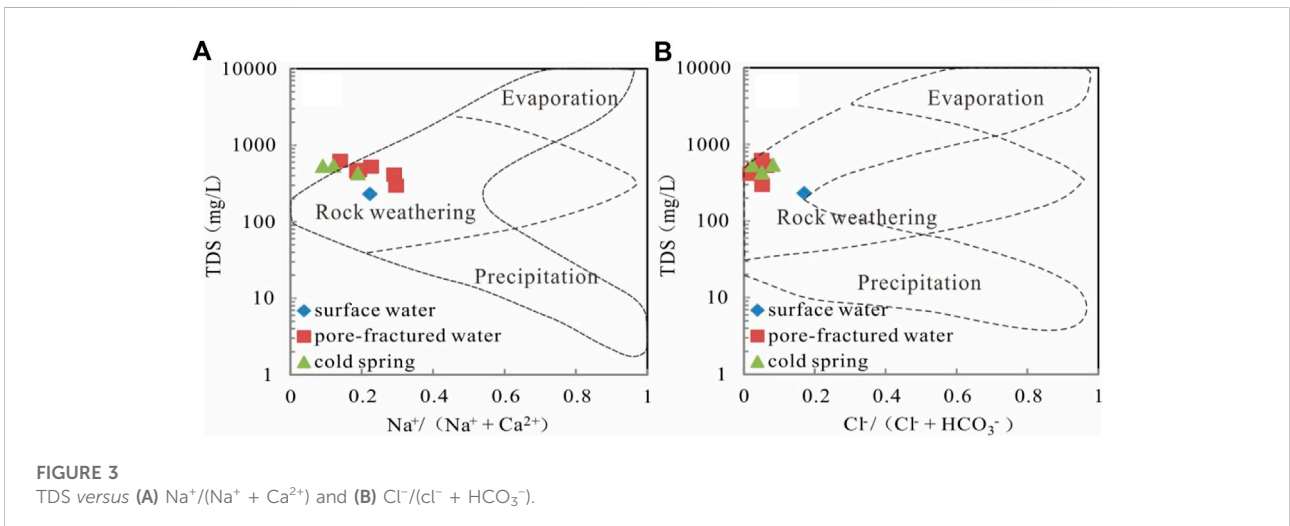 A
10000
1000
100
10
1
TDS (mg/L)
Evaporation
Rock weathering
Precipitation
surface water
pore-fractured water
cold spring
0 0.2 0.4 0.6 0.8 1
Na⁺/（Na⁺+Ca²⁺）
B
10000
1000
100
10
1
TDS (mg/L)
Evaporation
Rock weathering
Precipitation
surface water
pore-fractured water
cold spring
0 0.2 0.4 0.6 0.8 1
Cl⁻/（Cl⁻+HCO₃⁻）
FIGURE 3
TDS versus (A) Na⁺/(Na⁺ + Ca²⁺) and (B) Cl⁻/(cl⁻ + HCO₃⁻).